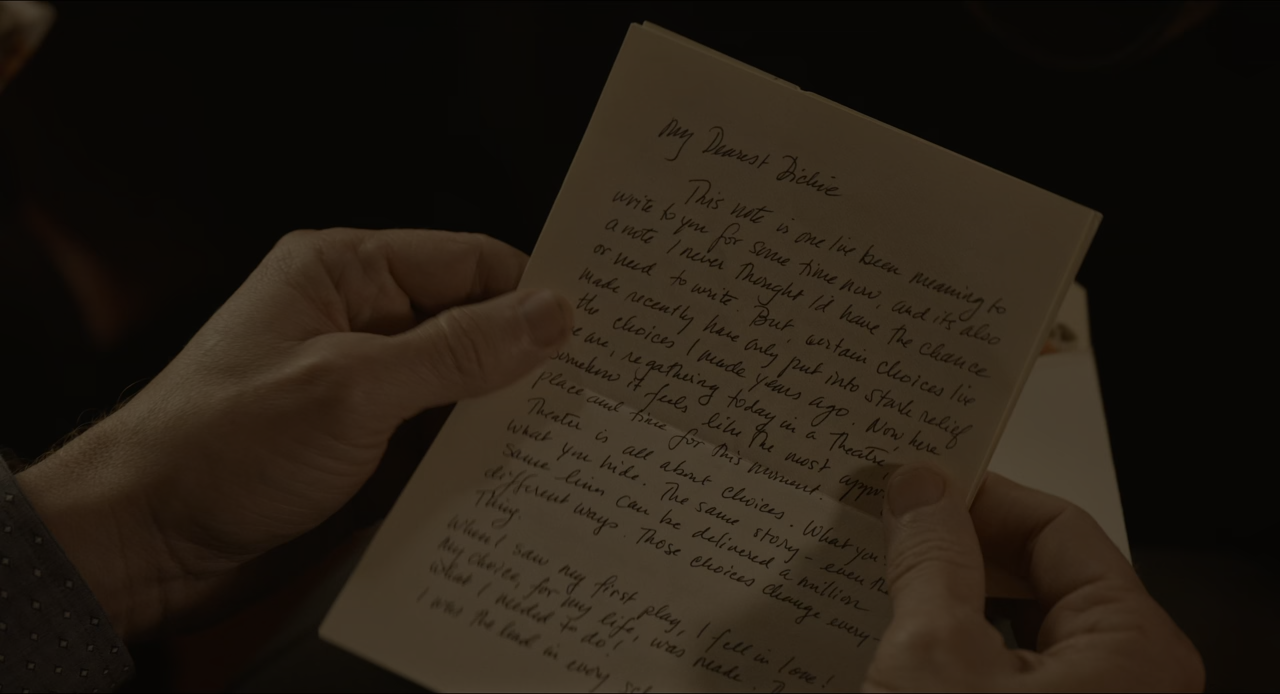 My Dearest Dickie
This note is one I've been meaning to
write to you for some time now, and it's also
a note I never thought I'd have the chance
or need to write. But, certain choices I've
made recently have only put into stark relief
the choices I made years ago. Now, here
we are, regathering today in a theatre,
somehow it feels like the most appr
place and time for this moment.
Theater is all about choices. What you
what you hide. The same story - even the
same lines can be delivered a million
different ways. Those choices change every-
thing.
When I saw my first play, I fell in love!
My choice, for my life, was made.
what I needed to do!
I was the lead in every sch